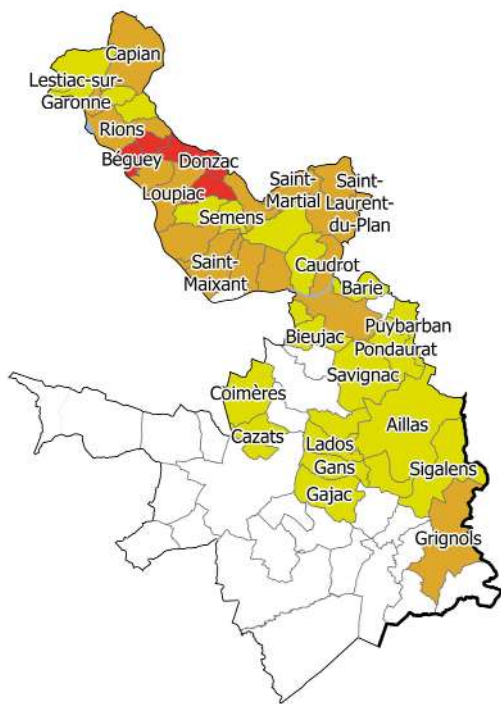 Capian
Lestiac-sur-
Garonne
Rions
Béguey
Donzac
Loupiac
Saint-
Martial
Saint-
Laurent-
du-Plan
Semens
Saint-
Maixant
Caudrot
Barie
Bieujac
Puybarban
Pondaurat
Savignac
Coimères
Cazats
Aillas
Lados
Gans
Sigalens
Gajac
Grignols